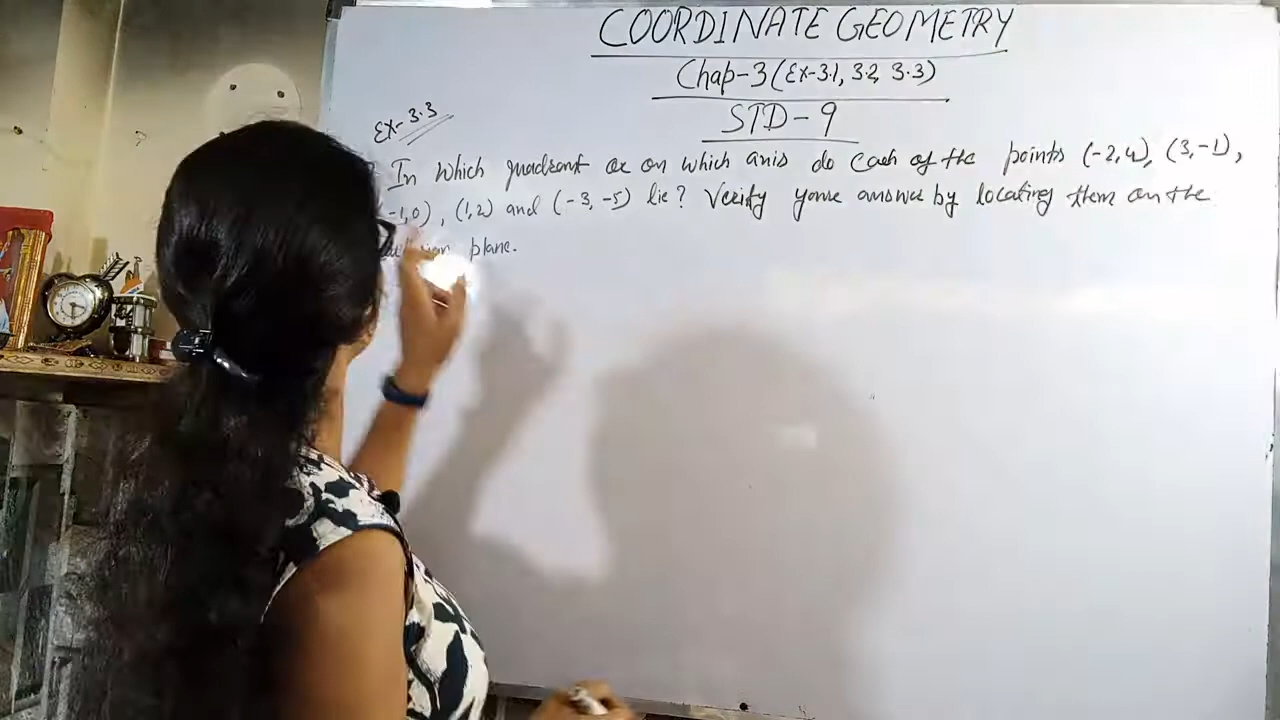 COORDINATE GEOMETRY
Chap-3 (Ex-3.1, 3.2, 3.3)
STD-9
Ex-3.3
In which quadrant or on which axis do each of the points (-2,4), (3,-1),
-1,0), (1,2) and (-3,-5) lie? Verify your answer by locating them on the
plane.